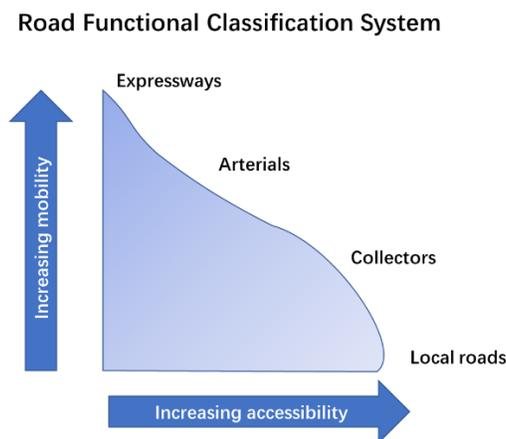 Road Functional Classification System
Expressways
Arterials
Increasing mobility
Collectors
Local roads
Increasing accessibility